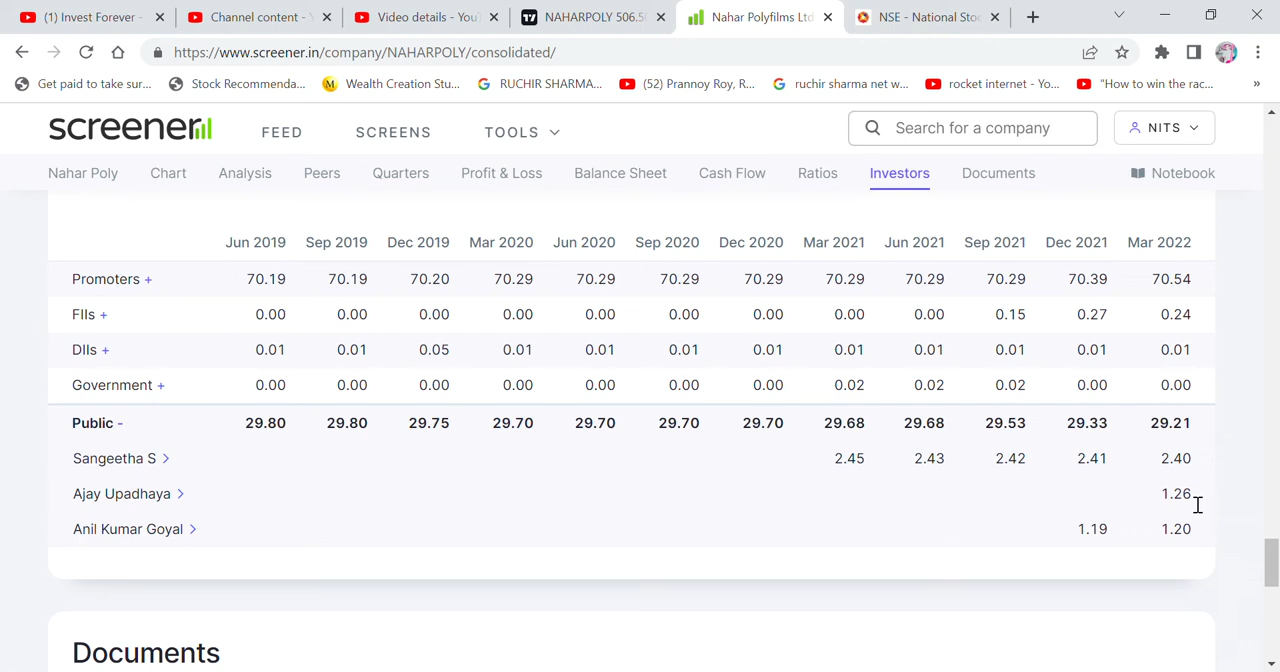 (1) Invest Forever -
Channel content - Y
Video details - YouT
NAHARPOLY 506.50
Nahar Polyfilms Ltd
NSE - National Stoc
https://www.screener.in/company/NAHARPOLY/consolidated/
Get paid to take sur...
Stock Recommenda...
M
Wealth Creation Stu...
RUCHIR SHARMA...
(52) Prannoy Roy, R...
ruchir sharma net w...
rocket internet - Yo...
"How to win the rac...
»
screener
FEED
SCREENS
TOOLS
Search for a company
NITS
Nahar Poly Chart Analysis Peers Quarters Profit & Loss Balance Sheet Cash Flow Ratios Investors Documents Notebook
Jun 2019 Sep 2019 Dec 2019 Mar 2020 Jun 2020 Sep 2020 Dec 2020 Mar 2021 Jun 2021 Sep 2021 Dec 2021 Mar 2022
Promoters + 70.19 70.19 70.20 70.29 70.29 70.29 70.29 70.29 70.29 70.29 70.39 70.54
FIIs + 0.00 0.00 0.00 0.00 0.00 0.00 0.00 0.00 0.00 0.15 0.27 0.24
DIIs + 0.01 0.01 0.05 0.01 0.01 0.01 0.01 0.01 0.01 0.01 0.01 0.01
Government + 0.00 0.00 0.00 0.00 0.00 0.00 0.00 0.02 0.02 0.02 0.00 0.00
Public - 29.80 29.80 29.75 29.70 29.70 29.70 29.70 29.68 29.68 29.53 29.33 29.21
Sangeetha S > 2.45 2.43 2.42 2.41 2.40
Ajay Upadhaya > 1.26
Anil Kumar Goyal > 1.19 1.20
Documents